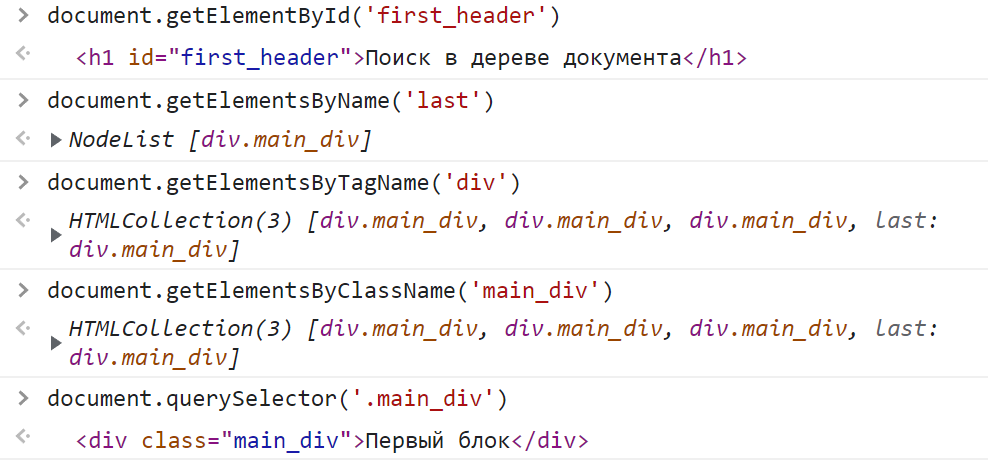 document.getElementById('first_header')
<h1 id="first_header">Поиск в дереве документа</h1>
document.getElementsByName('last')
NodeList [div.main_div]
document.getElementsByTagName('div')
HTMLCollection(3) [div.main_div, div.main_div, div.main_div, last:
div.main_div]
document.getElementsByClassName('main_div')
HTMLCollection(3) [div.main_div, div.main_div, div.main_div, last:
div.main_div]
document.querySelector('.main_div')
<div class="main_div">Первый блок</div>